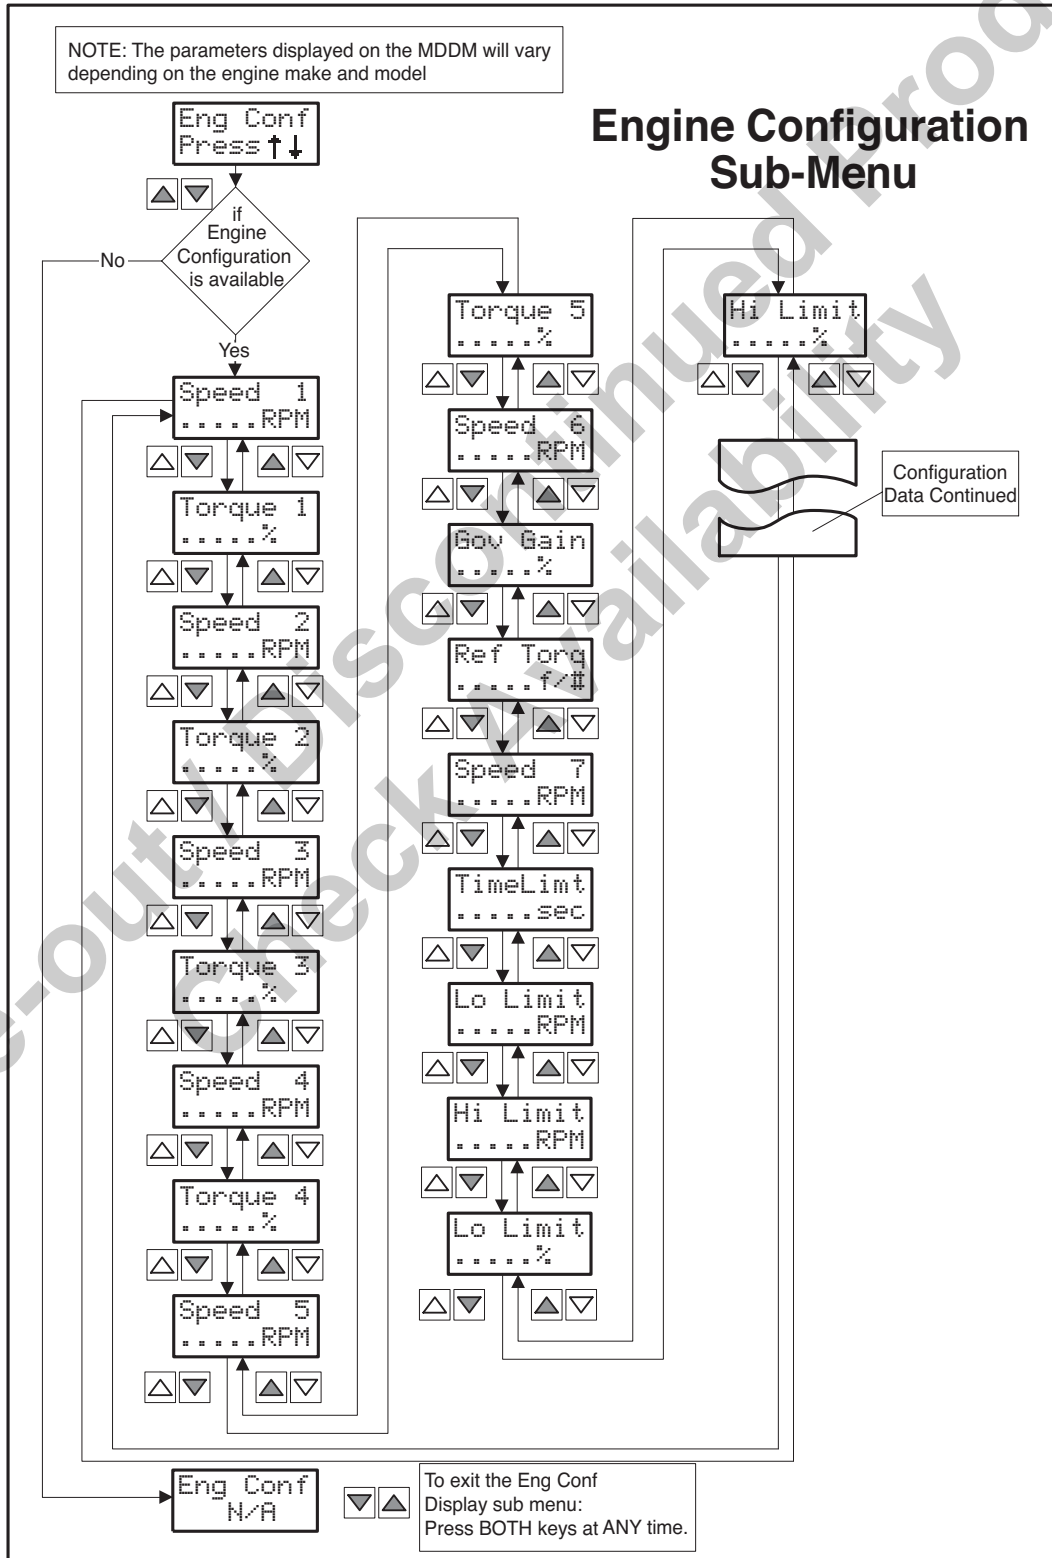 NOTE: The parameters displayed on the MDDM will vary
depending on the engine make and model
Engine Configuration
Sub-Menu
Eng Conf
Press ↑↓
if
Engine
Configuration
is available
No
Yes
Speed 1
.....RPM
Torque 1
.....%
Speed 2
.....RPM
Torque 2
.....%
Speed 3
.....RPM
Torque 3
.....%
Speed 4
.....RPM
Torque 4
.....%
Speed 5
.....RPM
Torque 5
.....%
Speed 6
.....RPM
Gov Gain
.....%
Ref Torq
.....f/#
Speed 7
.....RPM
TimeLimt
.....sec
Lo Limit
.....RPM
Hi Limit
.....RPM
Lo Limit
.....%
Hi Limit
.....%
Configuration
Data Continued
Eng Conf
N/A
To exit the Eng Conf
Display sub menu:
Press BOTH keys at ANY time.
e-out / Discontinued Prod
Check Availability